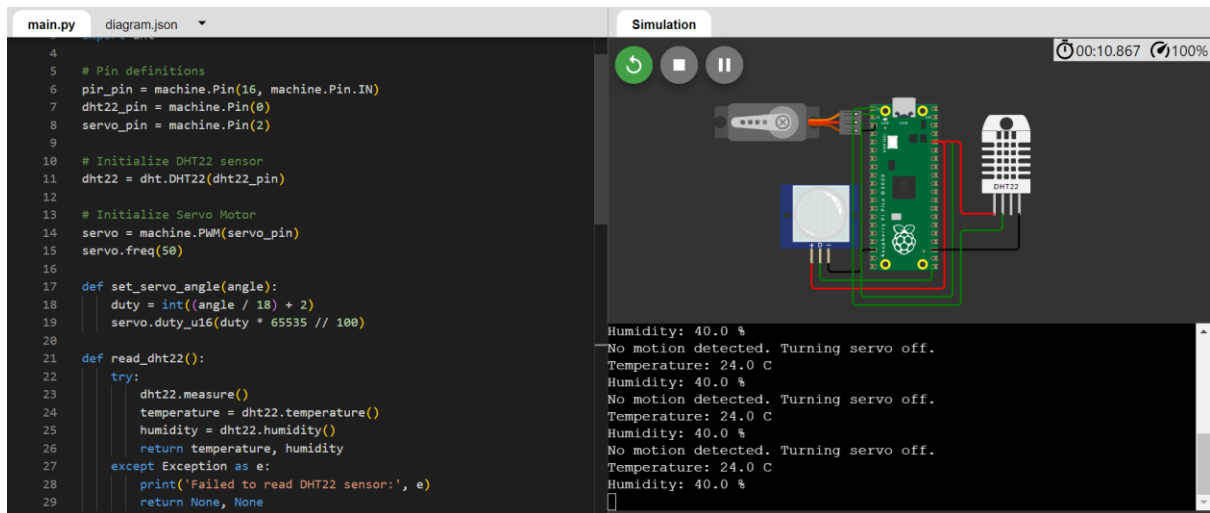 main.py diagram.json
4
5 # Pin definitions
6 pir_pin = machine.Pin(16, machine.Pin.IN)
7 dht22_pin = machine.Pin(0)
8 servo_pin = machine.Pin(2)
9
10 # Initialize DHT22 sensor
11 dht22 = dht.DHT22(dht22_pin)
12
13 # Initialize Servo Motor
14 servo = machine.PWM(servo_pin)
15 servo.freq(50)
16
17 def set_servo_angle(angle):
18 duty = int((angle / 18) + 2)
19 servo.duty_u16(duty * 65535 // 100)
20
21 def read_dht22():
22 try:
23 dht22.measure()
24 temperature = dht22.temperature()
25 humidity = dht22.humidity()
26 return temperature, humidity
27 except Exception as e:
28 print('Failed to read DHT22 sensor:', e)
29 return None, None
Simulation
00:10.867 100%
DHT22
Raspberry Pi Pico © 2020
+ D -
Humidity: 40.0 %
No motion detected. Turning servo off.
Temperature: 24.0 C
Humidity: 40.0 %
No motion detected. Turning servo off.
Temperature: 24.0 C
Humidity: 40.0 %
No motion detected. Turning servo off.
Temperature: 24.0 C
Humidity: 40.0 %